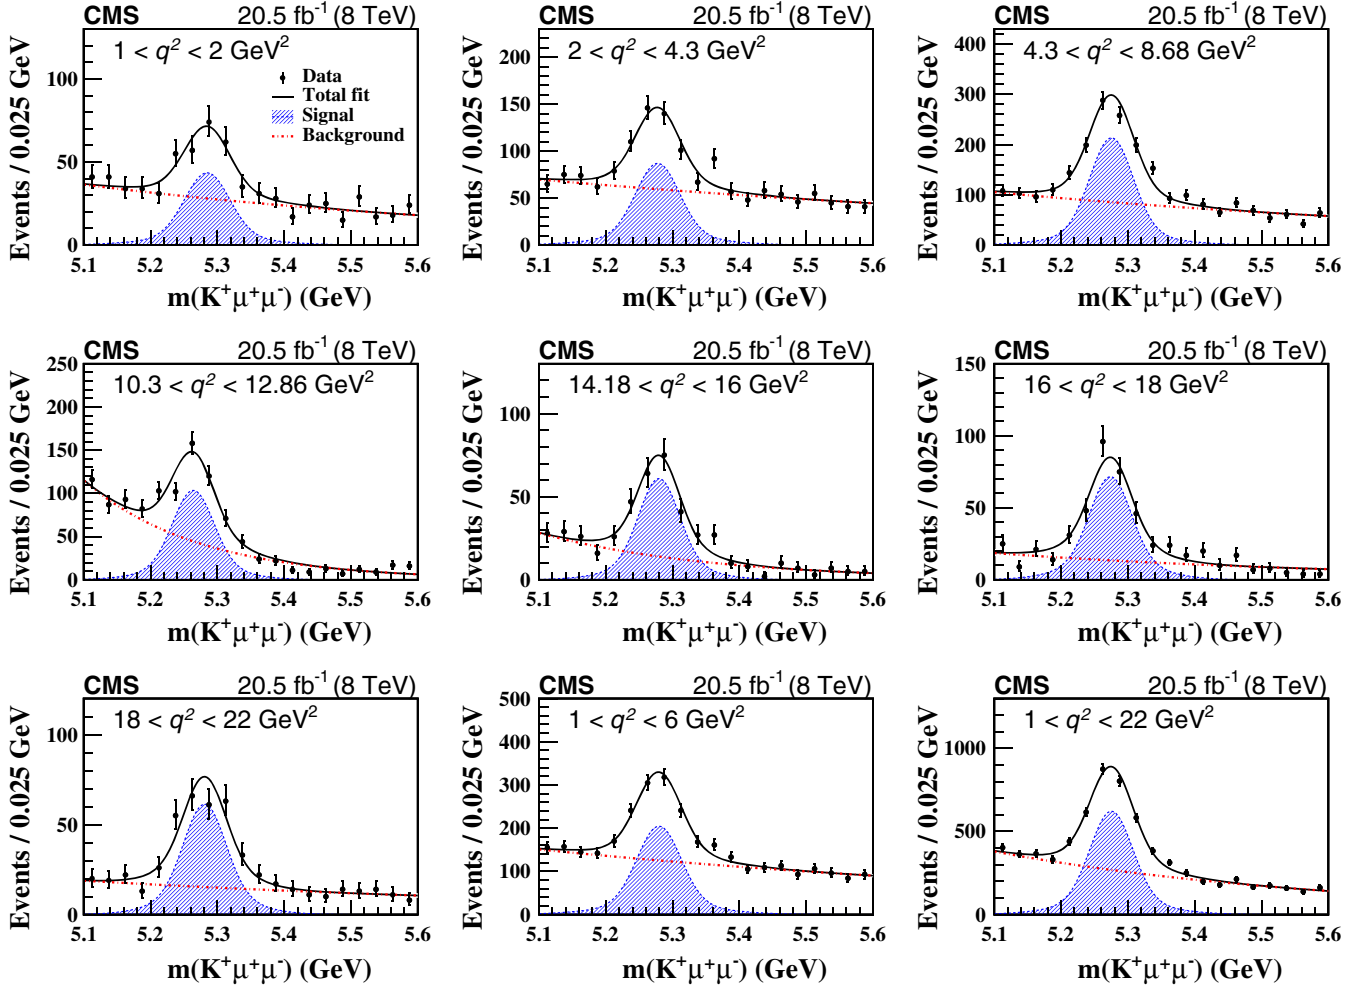 CMS 20.5 fb⁻¹ (8 TeV)
1 < q² < 2 GeV²
Data
Total fit
Signal
Background
Events / 0.025 GeV
100
50
0
5.1 5.2 5.3 5.4 5.5 5.6
m(K⁺μ⁺μ⁻) (GeV)
CMS 20.5 fb⁻¹ (8 TeV)
2 < q² < 4.3 GeV²
Events / 0.025 GeV
200
150
100
50
0
5.1 5.2 5.3 5.4 5.5 5.6
m(K⁺μ⁺μ⁻) (GeV)
CMS 20.5 fb⁻¹ (8 TeV)
4.3 < q² < 8.68 GeV²
Events / 0.025 GeV
400
300
200
100
0
5.1 5.2 5.3 5.4 5.5 5.6
m(K⁺μ⁺μ⁻) (GeV)
CMS 20.5 fb⁻¹ (8 TeV)
10.3 < q² < 12.86 GeV²
Events / 0.025 GeV
250
200
150
100
50
0
5.1 5.2 5.3 5.4 5.5 5.6
m(K⁺μ⁺μ⁻) (GeV)
CMS 20.5 fb⁻¹ (8 TeV)
14.18 < q² < 16 GeV²
Events / 0.025 GeV
100
50
0
5.1 5.2 5.3 5.4 5.5 5.6
m(K⁺μ⁺μ⁻) (GeV)
CMS 20.5 fb⁻¹ (8 TeV)
16 < q² < 18 GeV²
Events / 0.025 GeV
150
100
50
0
5.1 5.2 5.3 5.4 5.5 5.6
m(K⁺μ⁺μ⁻) (GeV)
CMS 20.5 fb⁻¹ (8 TeV)
18 < q² < 22 GeV²
Events / 0.025 GeV
100
50
0
5.1 5.2 5.3 5.4 5.5 5.6
m(K⁺μ⁺μ⁻) (GeV)
CMS 20.5 fb⁻¹ (8 TeV)
1 < q² < 6 GeV²
Events / 0.025 GeV
500
400
300
200
100
0
5.1 5.2 5.3 5.4 5.5 5.6
m(K⁺μ⁺μ⁻) (GeV)
CMS 20.5 fb⁻¹ (8 TeV)
1 < q² < 22 GeV²
Events / 0.025 GeV
1000
500
0
5.1 5.2 5.3 5.4 5.5 5.6
m(K⁺μ⁺μ⁻) (GeV)